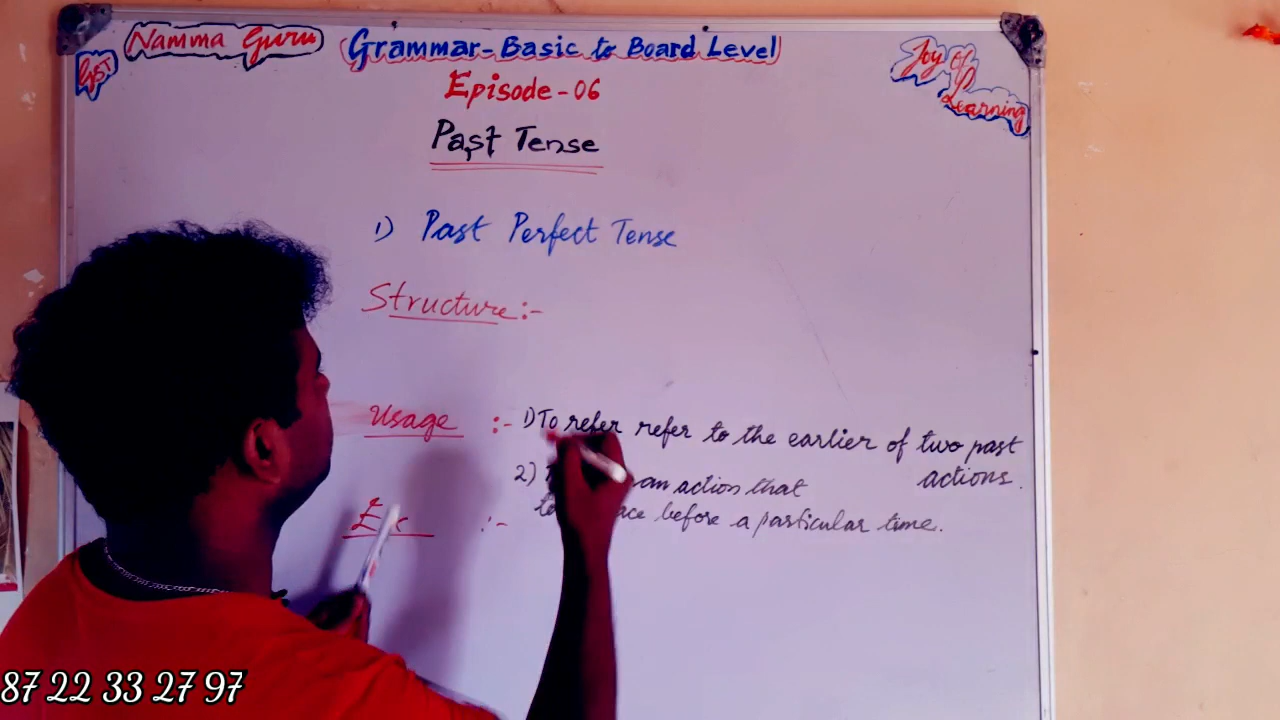 Namma Guru
GST
Grammar-Basic to Board Level
Joy Of
Learning
Episode-06
Past Tense
1) Past Perfect Tense
Structure:-
Usage :- 1) To refer refer to the earlier of two past
actions.
2) an action that
before a particular time.
Ex :-
87 22 33 27 97